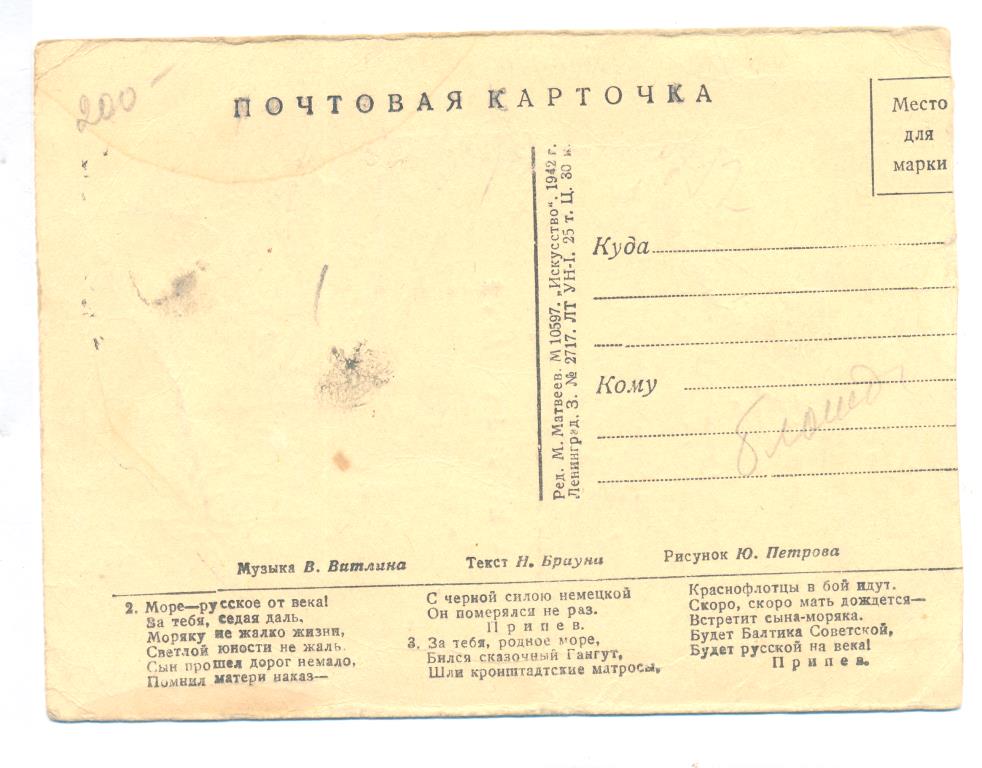 200-
ПОЧТОВАЯ КАРТОЧКА
Место
для
марки
Ред. М. Матвеев. М 10597. „Искусство“. 1942 г.
Ленинград. З. № 2717. ЛТ УН-I. 25 т. Ц. 30 к.
Куда
Кому
Музыка В. Витлина
Текст Н. Брауна
Рисунок Ю. Петрова
2. Море—русское от века!
За тебя, седая даль,
Моряку не жалко жизни,
Светлой юности не жаль.
Сын прошел дорог немало,
Помнил матери наказ—
С черной силою немецкой
Он померялся не раз.
Припев.
3. За тебя, родное море,
Бился сказочный Гангут,
Шли кронштадтские матросы,
Краснофлотцы в бой идут.
Скоро, скоро мать дождется—
Встретит сына-моряка.
Будет Балтика Советской,
Будет русской на века!
Припев.